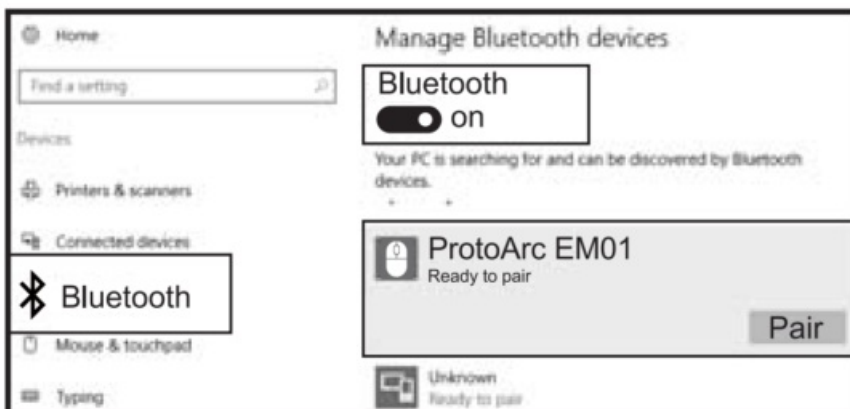 Home
Find a setting
Devices
Printers & scanners
Connected devices
Bluetooth
Mouse & touchpad
Typing
Manage Bluetooth devices
Bluetooth
on
Your PC is searching for and can be discovered by Bluetooth
devices.
ProtoArc EM01
Ready to pair
Pair
Unknown
Ready to pair